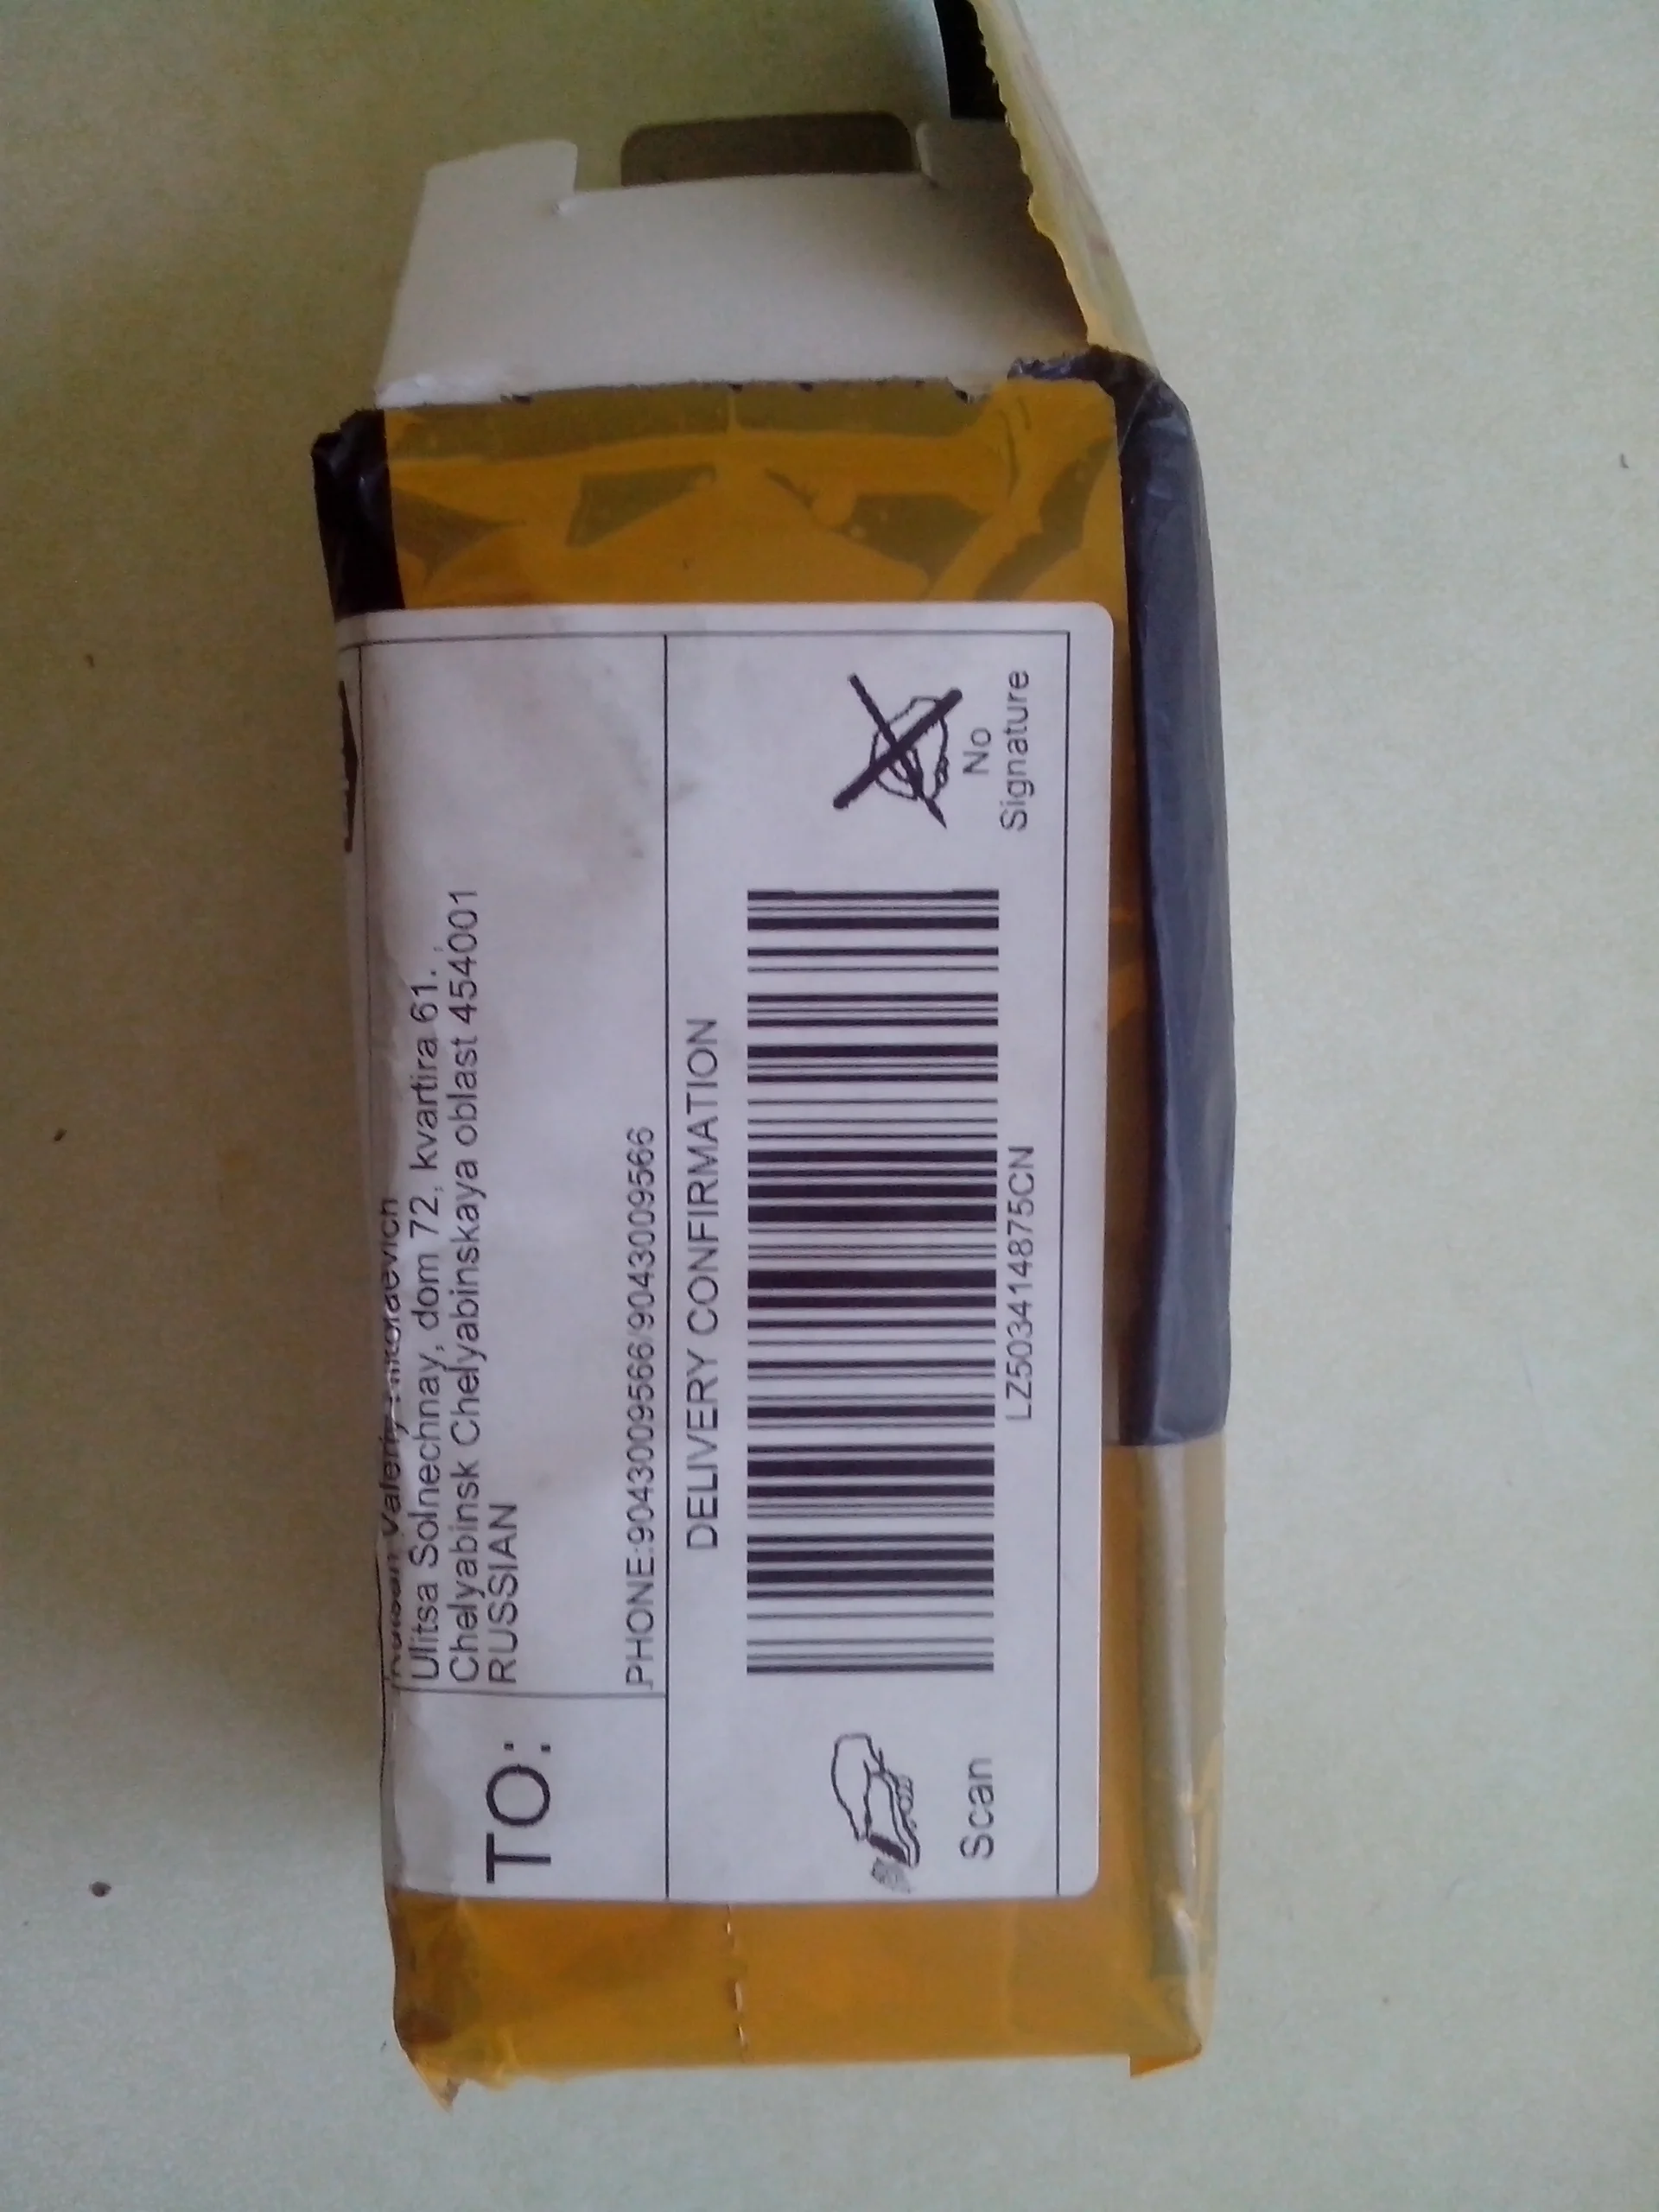 Valeriy Nikolaevich
Ulitsa Solnechnay, dom 72, kvartira 61.,
Chelyabinsk Chelyabinskaya oblast 454001
RUSSIAN
TO:
PHONE:9043009566/9043009566
DELIVERY CONFIRMATION
Scan
LZ503414875CN
No
Signature